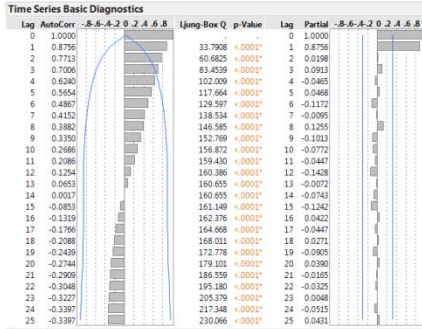 Time Series Basic Diagnostics
Lag AutoCorr -.8-.6-.4-.2 0 .2 .4 .6 .8 Ljung-Box Q p-Value Lag Partial -.8-.6-.4-.2 0 .2 .4 .6 .8
0 1.0000 0 1.0000
1 0.8756 33.7908 <.0001* 1 0.8756
2 0.7713 60.6825 <.0001* 2 0.0198
3 0.7006 83.4539 <.0001* 3 0.0913
4 0.6240 102.009 <.0001* 4 -0.0465
5 0.5654 117.664 <.0001* 5 0.0468
6 0.4867 129.597 <.0001* 6 -0.1172
7 0.4152 138.534 <.0001* 7 -0.0095
8 0.3882 146.585 <.0001* 8 0.1255
9 0.3350 152.769 <.0001* 9 -0.1013
10 0.2686 156.872 <.0001* 10 -0.0772
11 0.2086 159.430 <.0001* 11 -0.0447
12 0.1254 160.386 <.0001* 12 -0.1428
13 0.0653 160.655 <.0001* 13 -0.0072
14 0.0017 160.655 <.0001* 14 -0.0743
15 -0.0853 161.149 <.0001* 15 -0.1242
16 -0.1319 162.376 <.0001* 16 0.0422
17 -0.1766 164.668 <.0001* 17 -0.0447
18 -0.2088 168.011 <.0001* 18 0.0271
19 -0.2439 172.778 <.0001* 19 -0.0905
20 -0.2744 179.101 <.0001* 20 0.0390
21 -0.2909 186.559 <.0001* 21 -0.0165
22 -0.3048 195.180 <.0001* 22 -0.0325
23 -0.3227 205.379 <.0001* 23 0.0048
24 -0.3397 217.348 <.0001* 24 -0.0515
25 -0.3397 230.066 <.0001* 25 0.0431